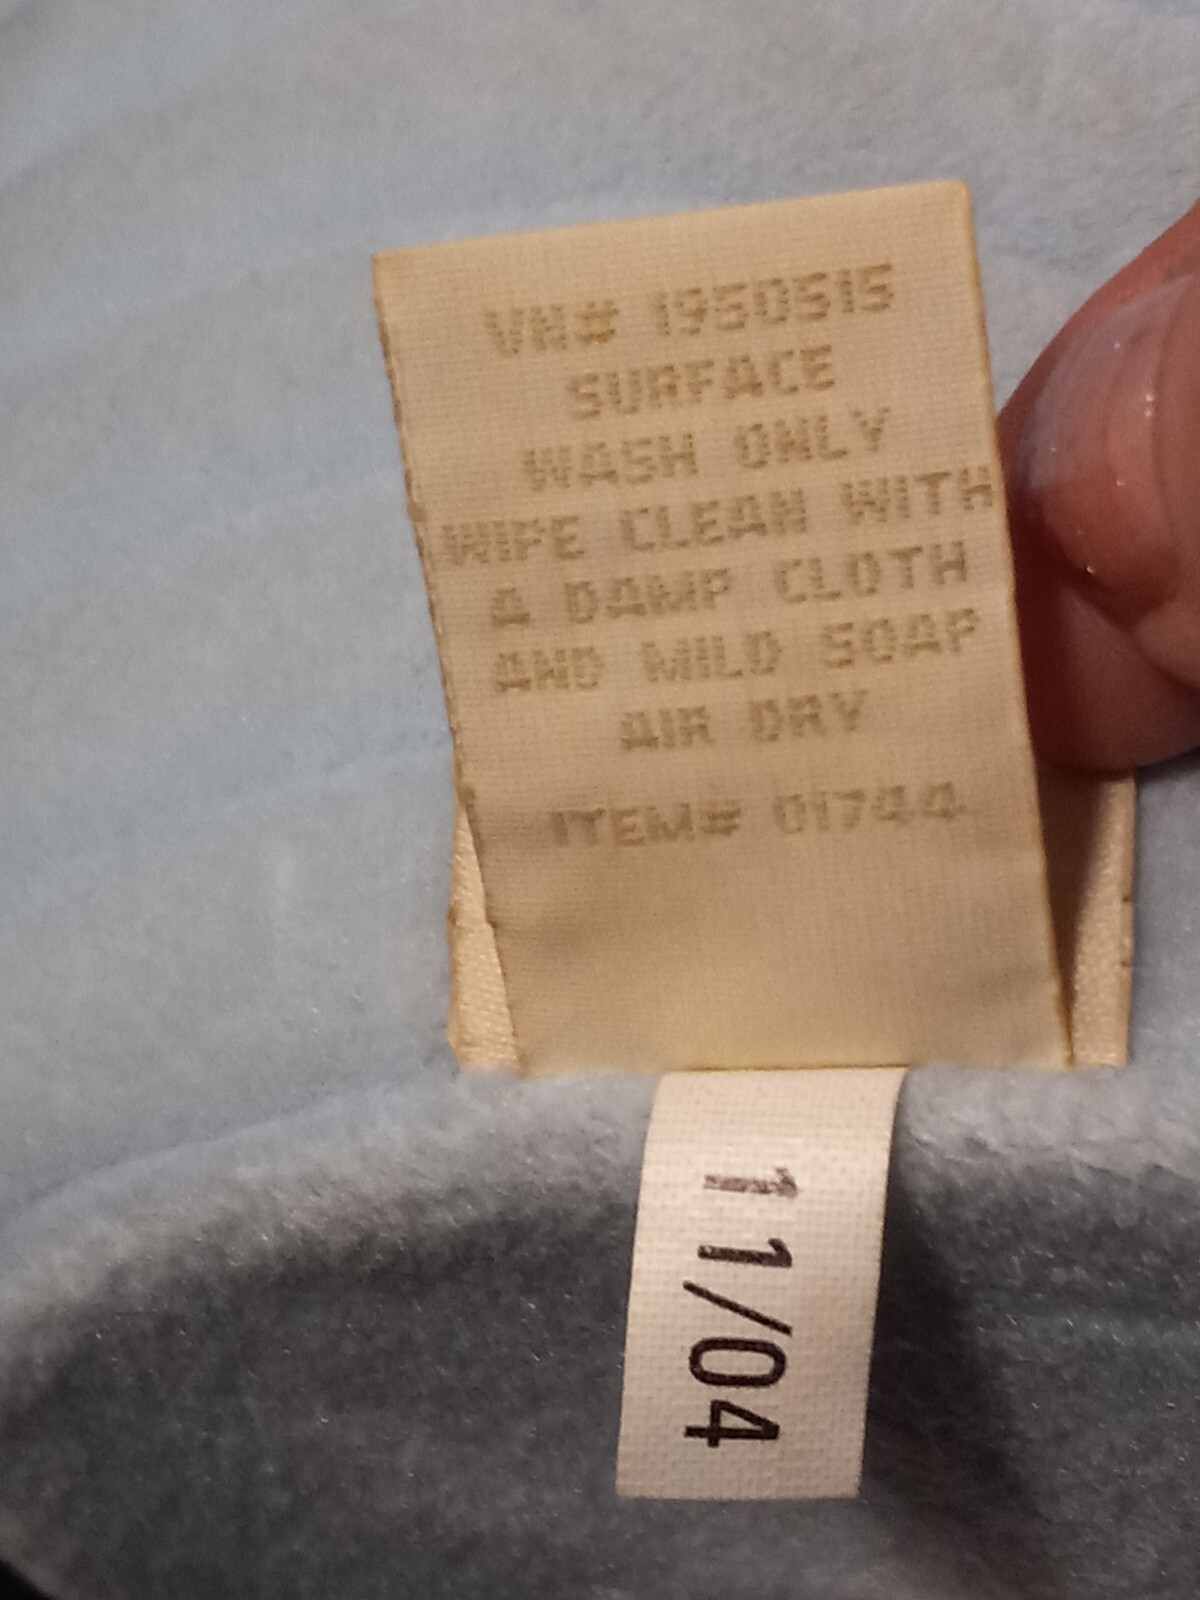 VN# 1950515
SURFACE
WASH ONLY
WIPE CLEAN WITH
A DAMP CLOTH
AND MILD SOAP
AIR DRY
ITEM# 01744
11/04